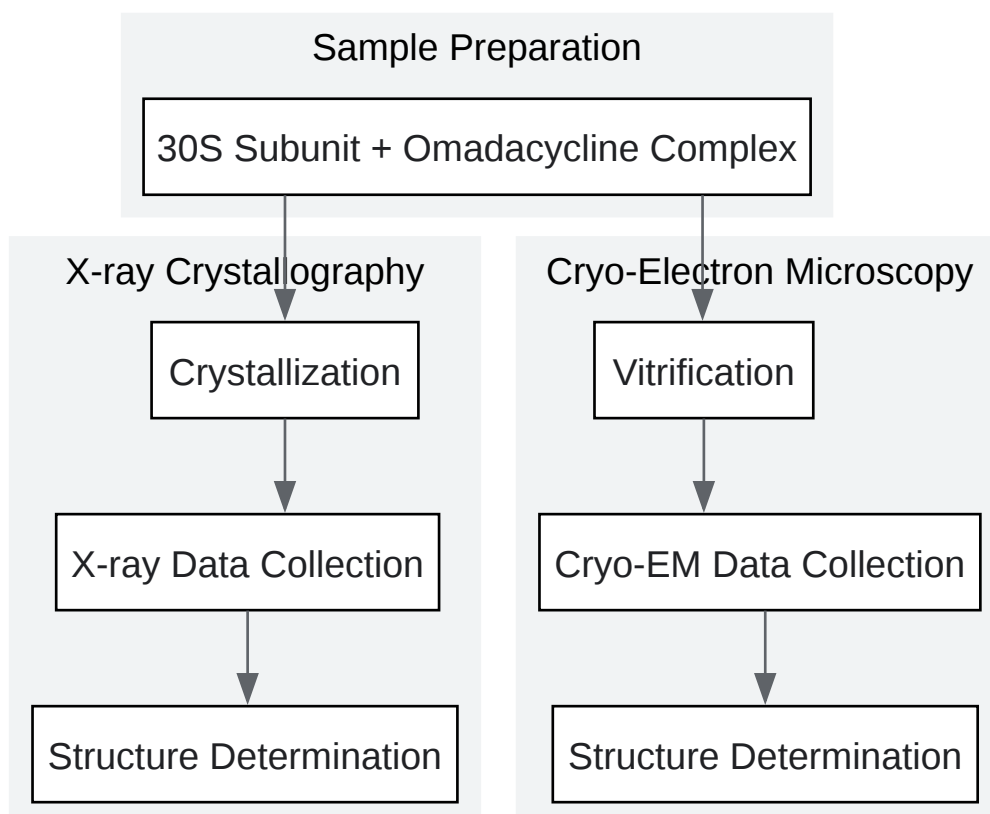 Sample Preparation
30S Subunit + Omadacycline Complex
X-ray Crystallography
Crystallization
X-ray Data Collection
Structure Determination
Cryo-Electron Microscopy
Vitrification
Cryo-EM Data Collection
Structure Determination